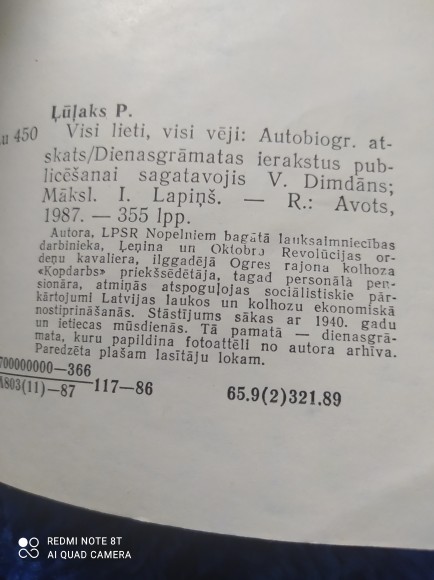 Ļūļaks P.
u 450
Visi lieti, visi vēji: Autobiogr. at-
skats/Dienasgrāmatas ierakstus pub-
licēšanai sagatavojis V. Dimdāns;
Māksl. I. Lapiņš. — R.: Avots,
1987. — 355 lpp.
Autora, LPSR Nopelniem bagātā lauksaimniecības
darbinieka, Ļeņina un Oktobra Revolūcijas or-
deņu kavaliera, ilggadējā Ogres rajona kolhoza
«Kopdarbs» priekšsēdētāja, tagad personālā pen-
sionāra, atmiņās atspoguļojas sociālistiskie pār-
kārtojumi Latvijas laukos un kolhozu ekonomiskā
nostiprināšanās. Stāstījums sākas ar 1940. gadu
un ietiecas mūsdienās. Tā pamatā — dienasgrā-
mata, kuru papildina fotoattēli no autora arhīva.
Paredzēta plašam lasītāju lokam.
700000000—366
M803(11)—87
117—86
65.9(2)321.89
REDMI NOTE 8T
AI QUAD CAMERA